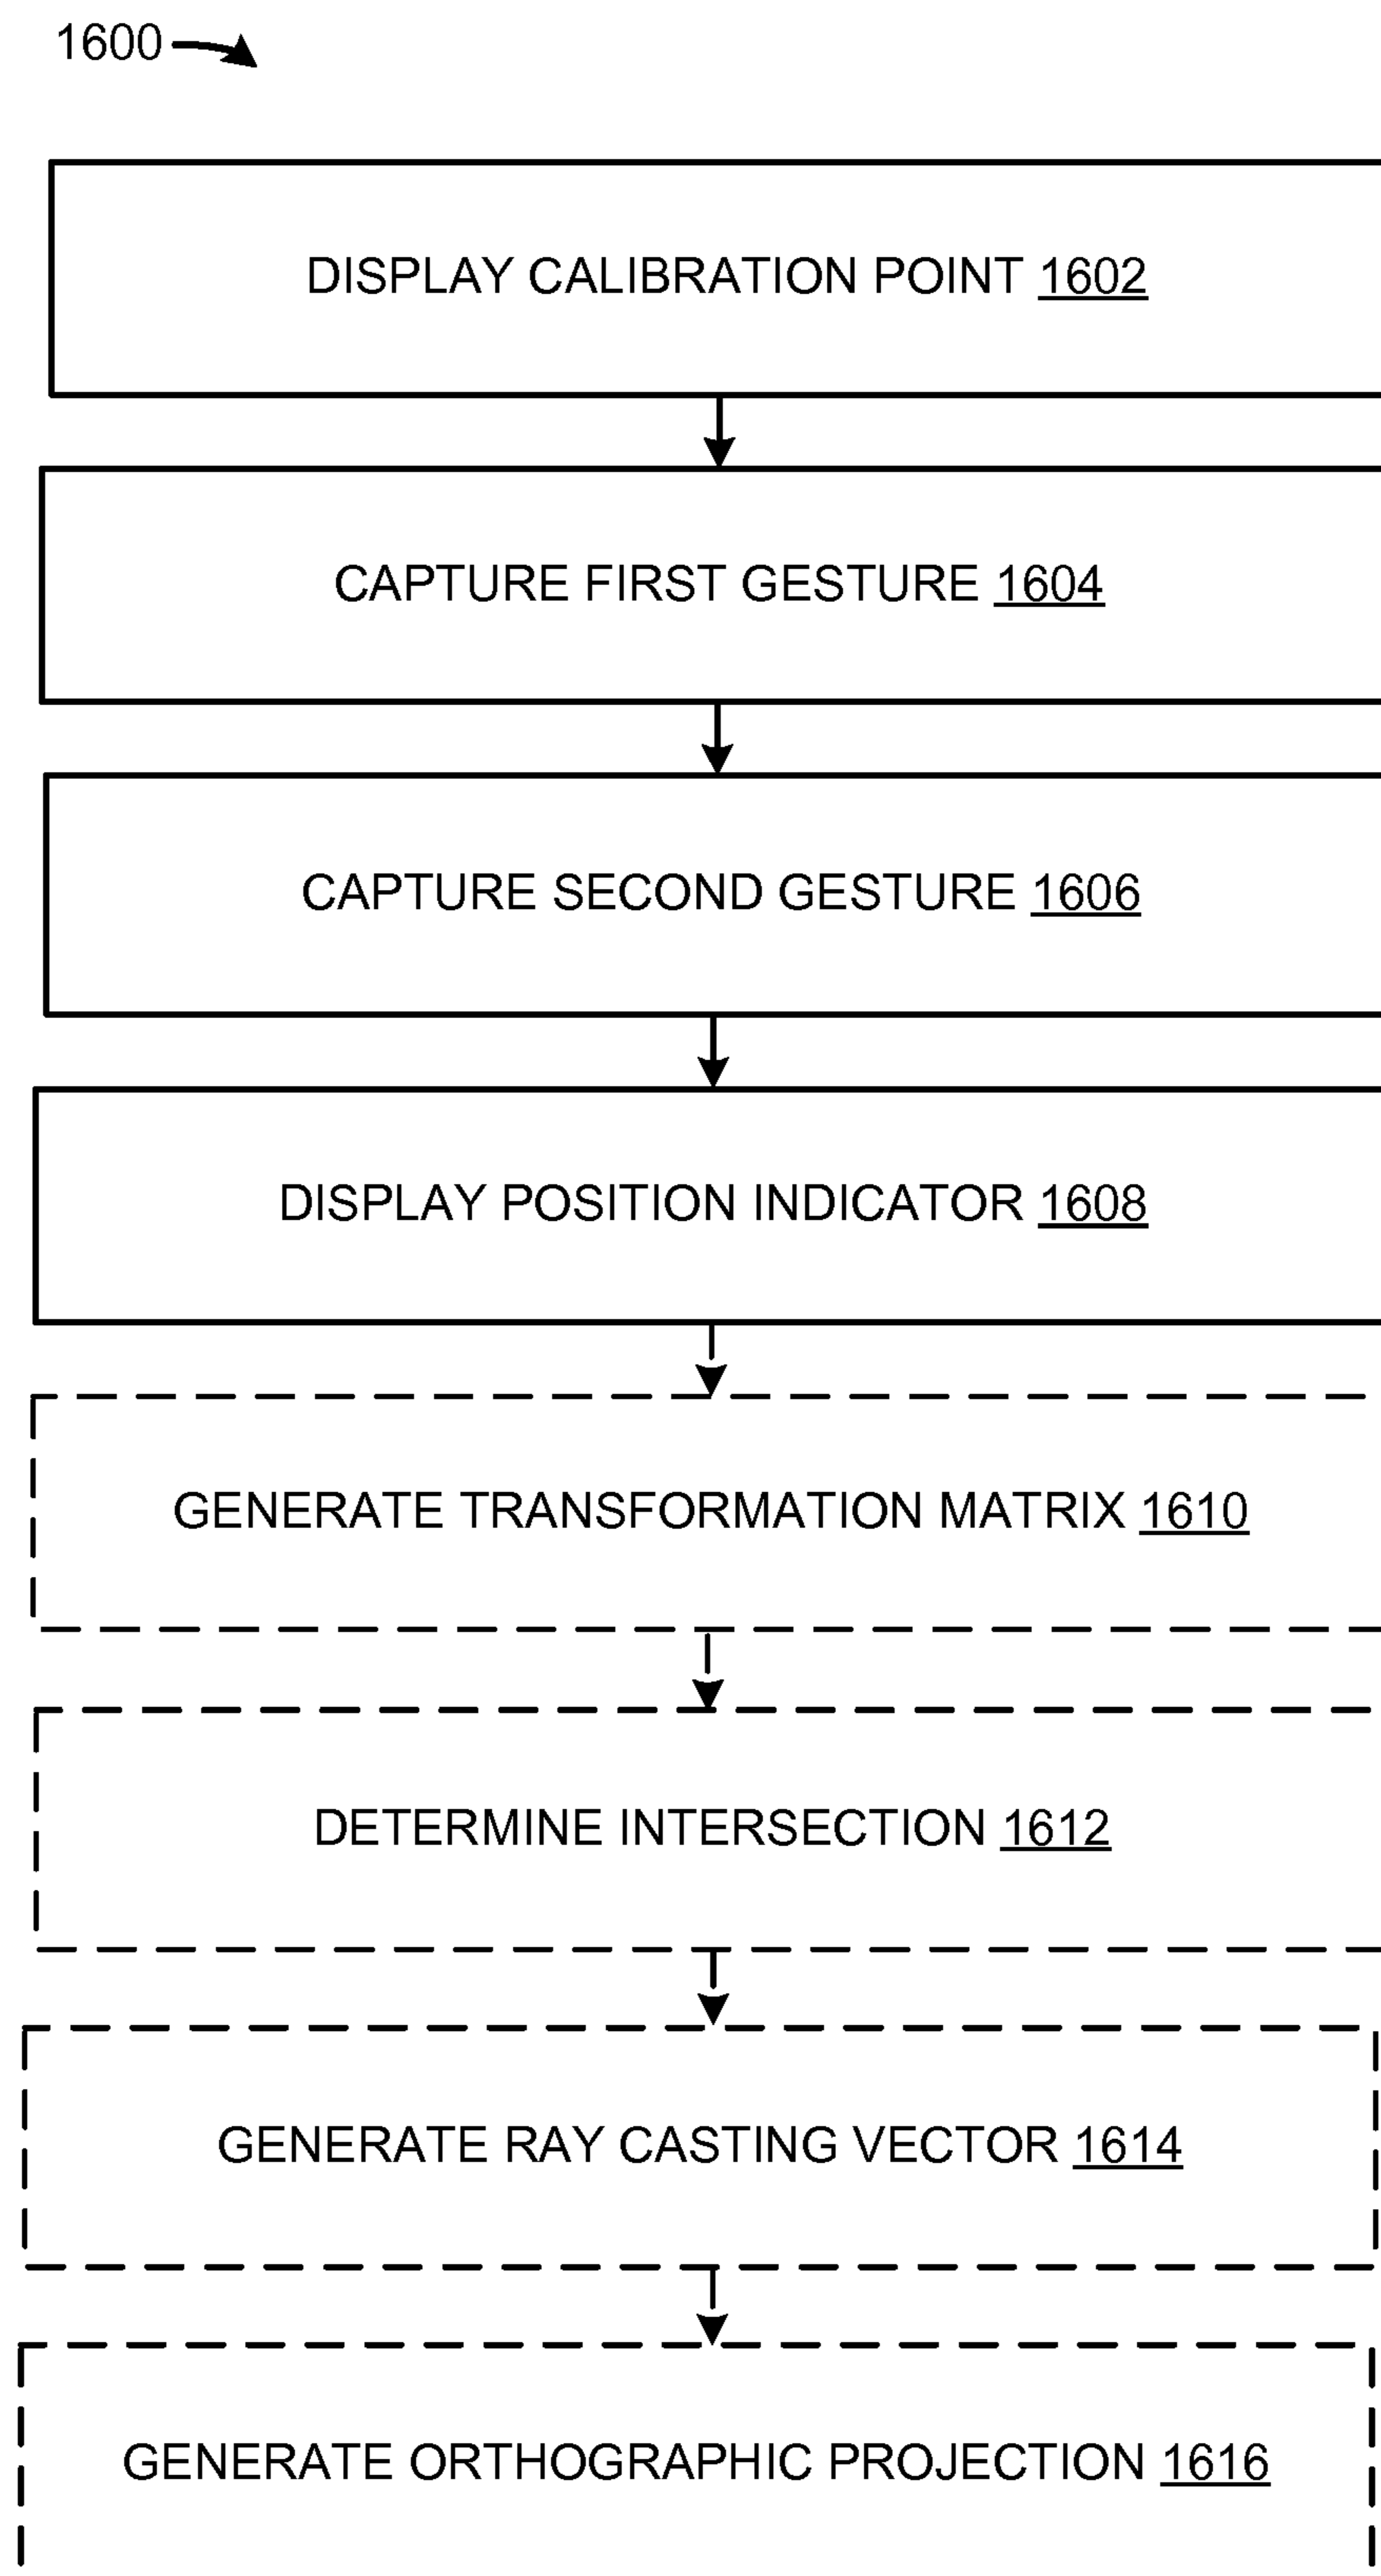 1600
DISPLAY CALIBRATION POINT 1602
CAPTURE FIRST GESTURE 1604
CAPTURE SECOND GESTURE 1606
DISPLAY POSITION INDICATOR 1608
GENERATE TRANSFORMATION MATRIX 1610
DETERMINE INTERSECTION 1612
GENERATE RAY CASTING VECTOR 1614
GENERATE ORTHOGRAPHIC PROJECTION 1616